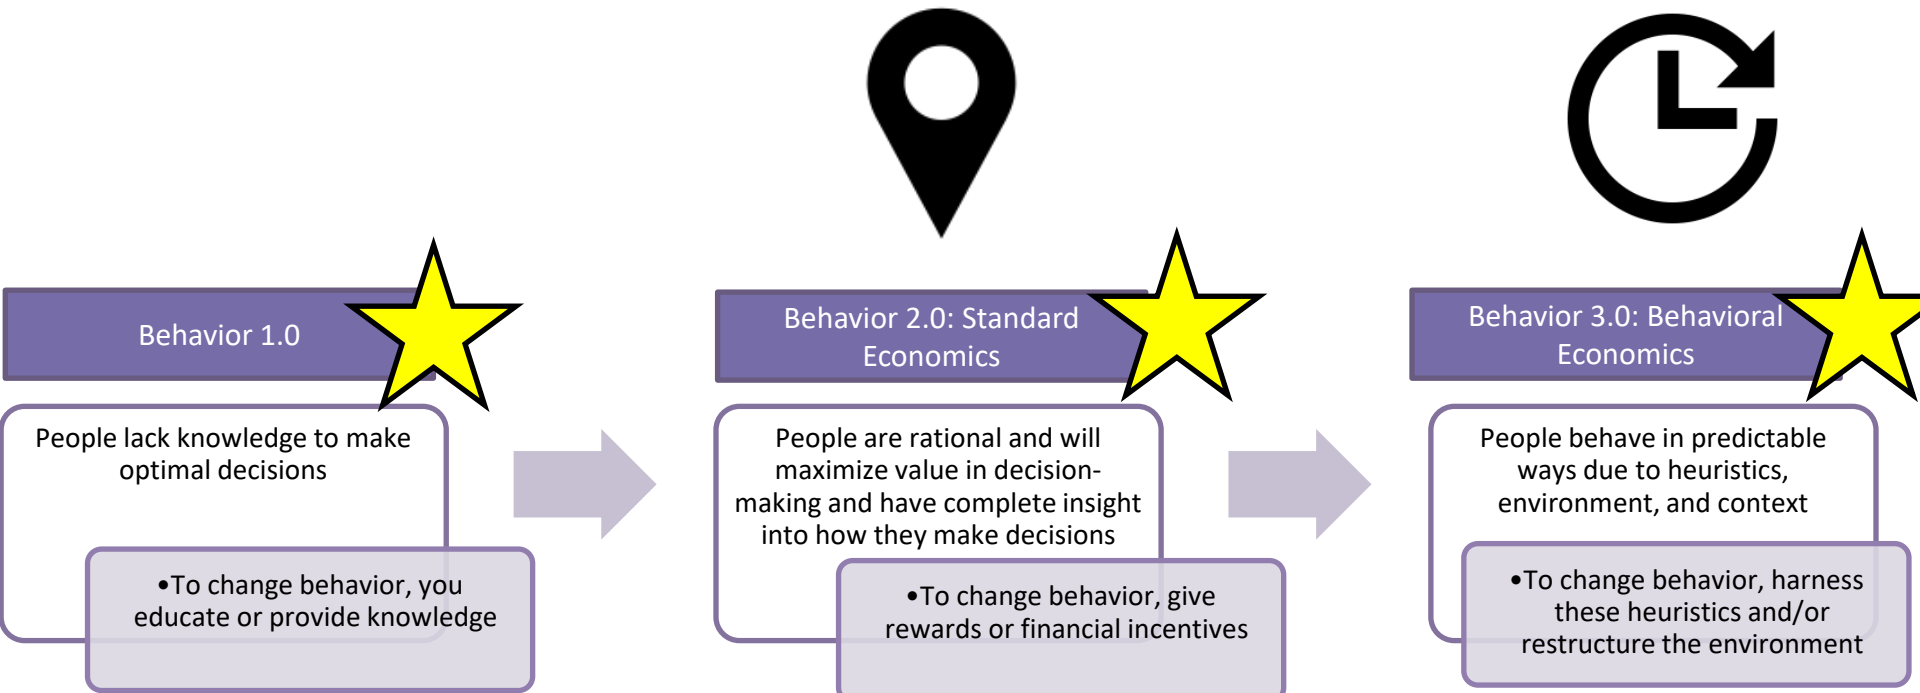 Behavior 1.0
People lack knowledge to make
optimal decisions
•To change behavior, you
educate or provide knowledge
Behavior 2.0: Standard
Economics
People are rational and will
maximize value in decision-
making and have complete insight
into how they make decisions
•To change behavior, give
rewards or financial incentives
Behavior 3.0: Behavioral
Economics
People behave in predictable
ways due to heuristics,
environment, and context
•To change behavior, harness
these heuristics and/or
restructure the environment